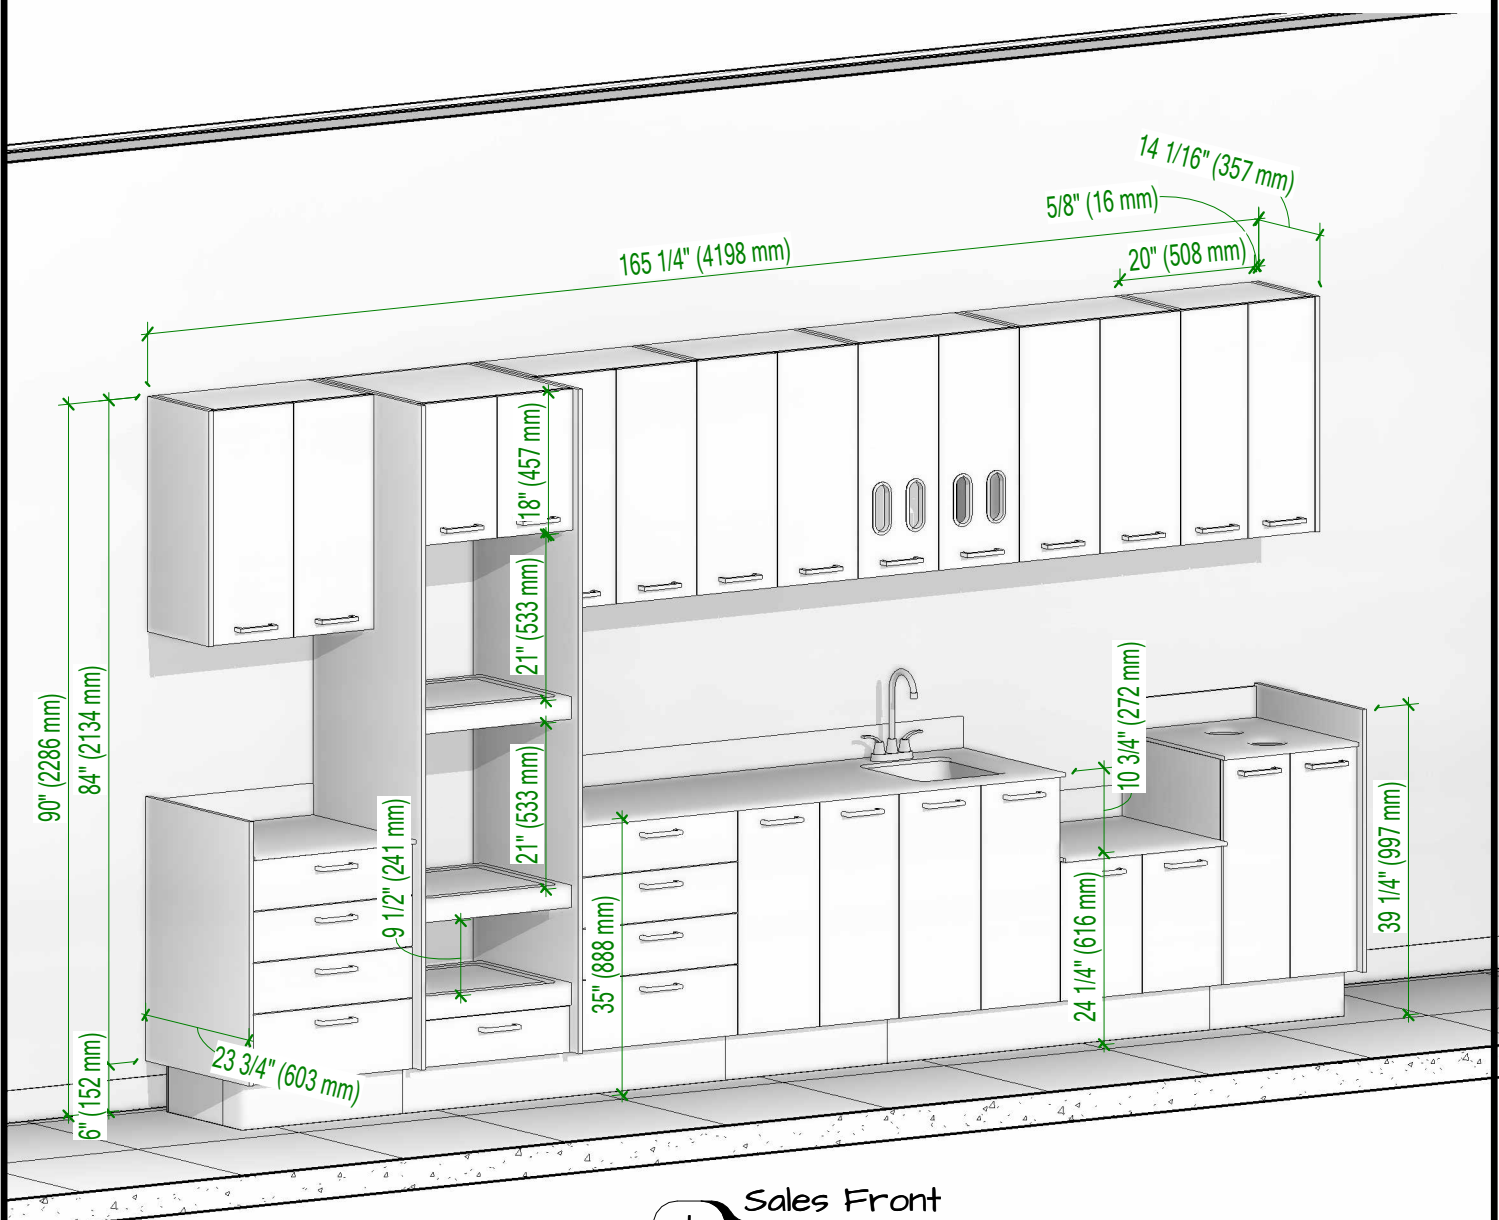 14 1/16" (357 mm)
5/8" (16 mm)
165 1/4" (4198 mm)
20" (508 mm)
18" (457 mm)
21" (533 mm)
90" (2286 mm)
84" (2134 mm)
10 3/4" (272 mm)
21" (533 mm)
9 1/2" (241 mm)
39 1/4" (997 mm)
35" (888 mm)
24 1/4" (616 mm)
23 3/4" (603 mm)
6" (152 mm)
Sales Front